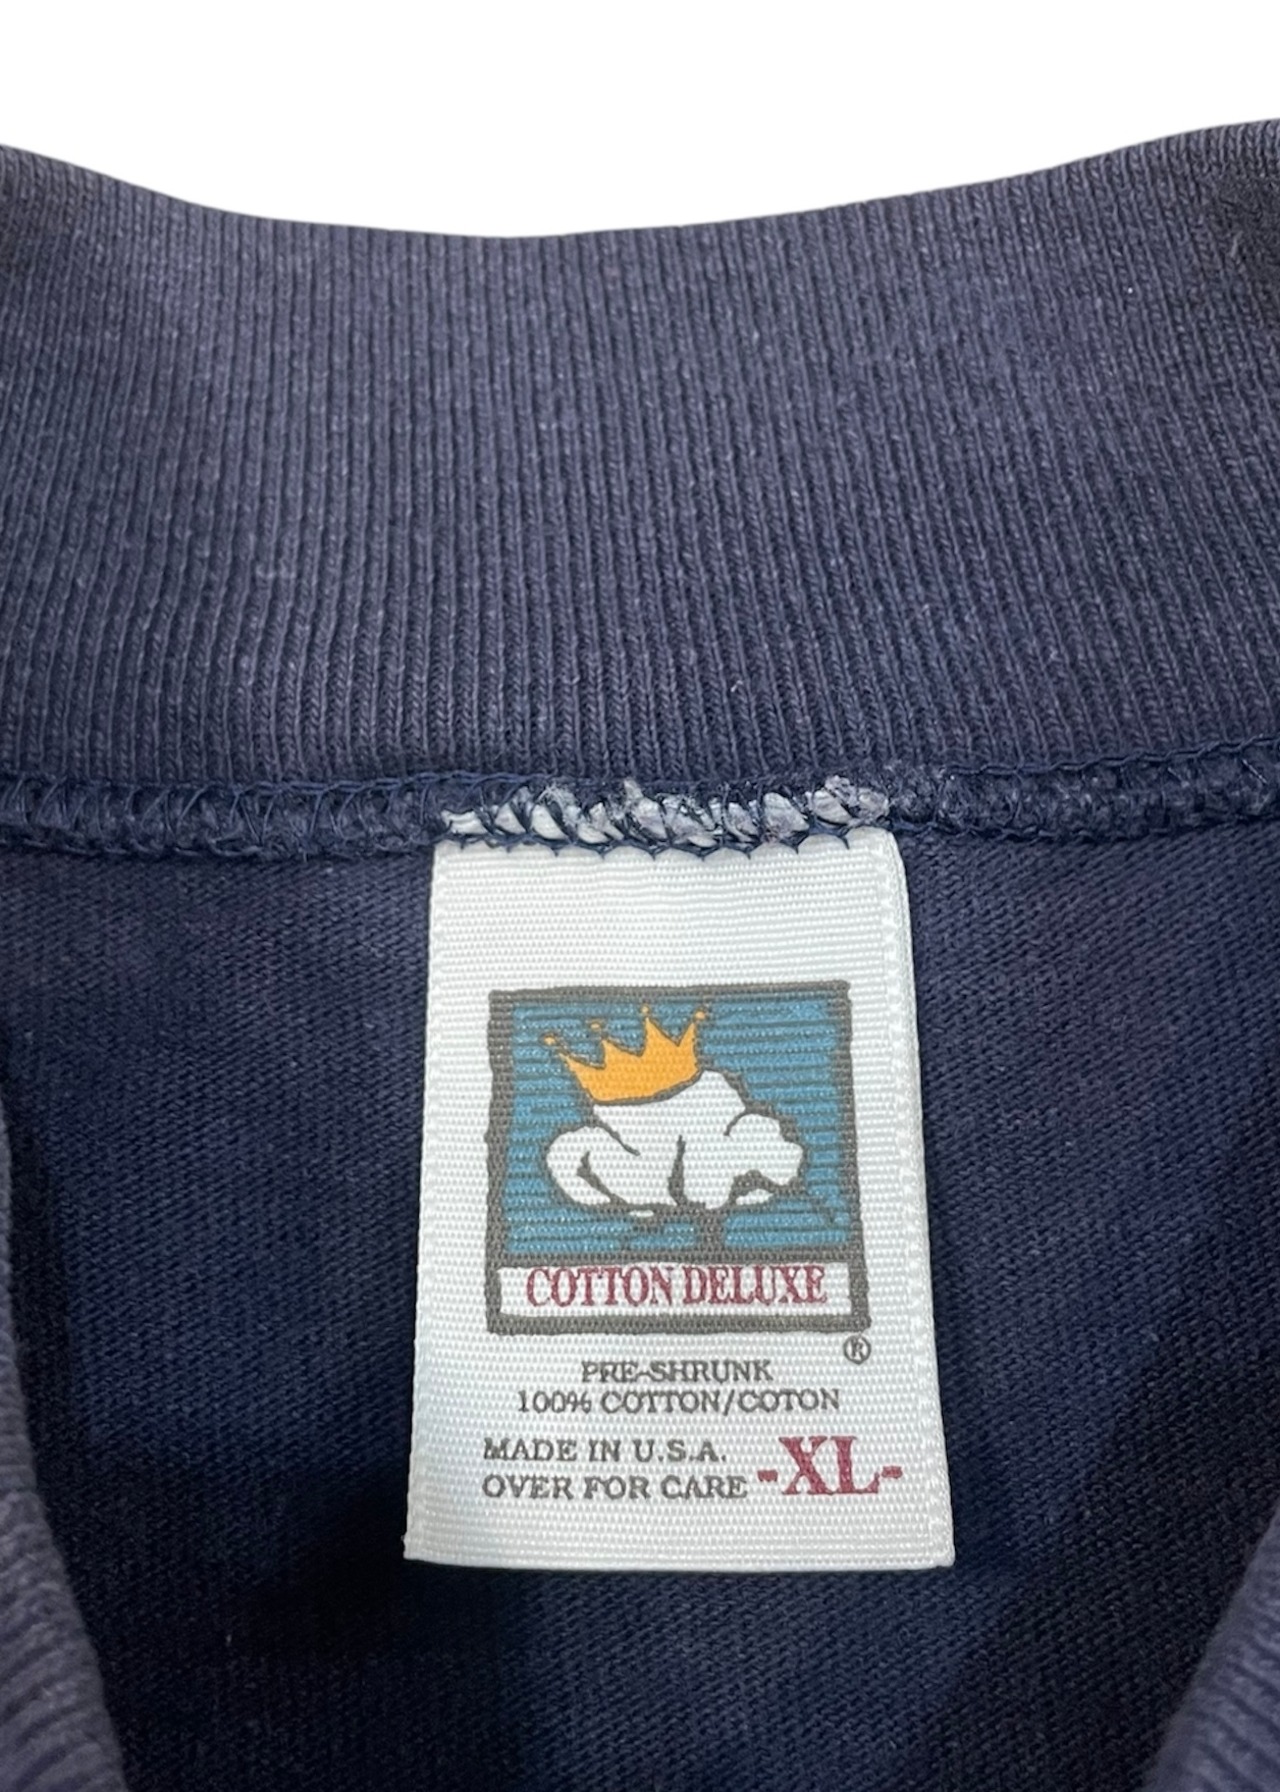 COTTON DELUXE
®
PRE-SHRUNK
100% COTTON/COTON
MADE IN U.S.A.
OVER FOR CARE
-XL-